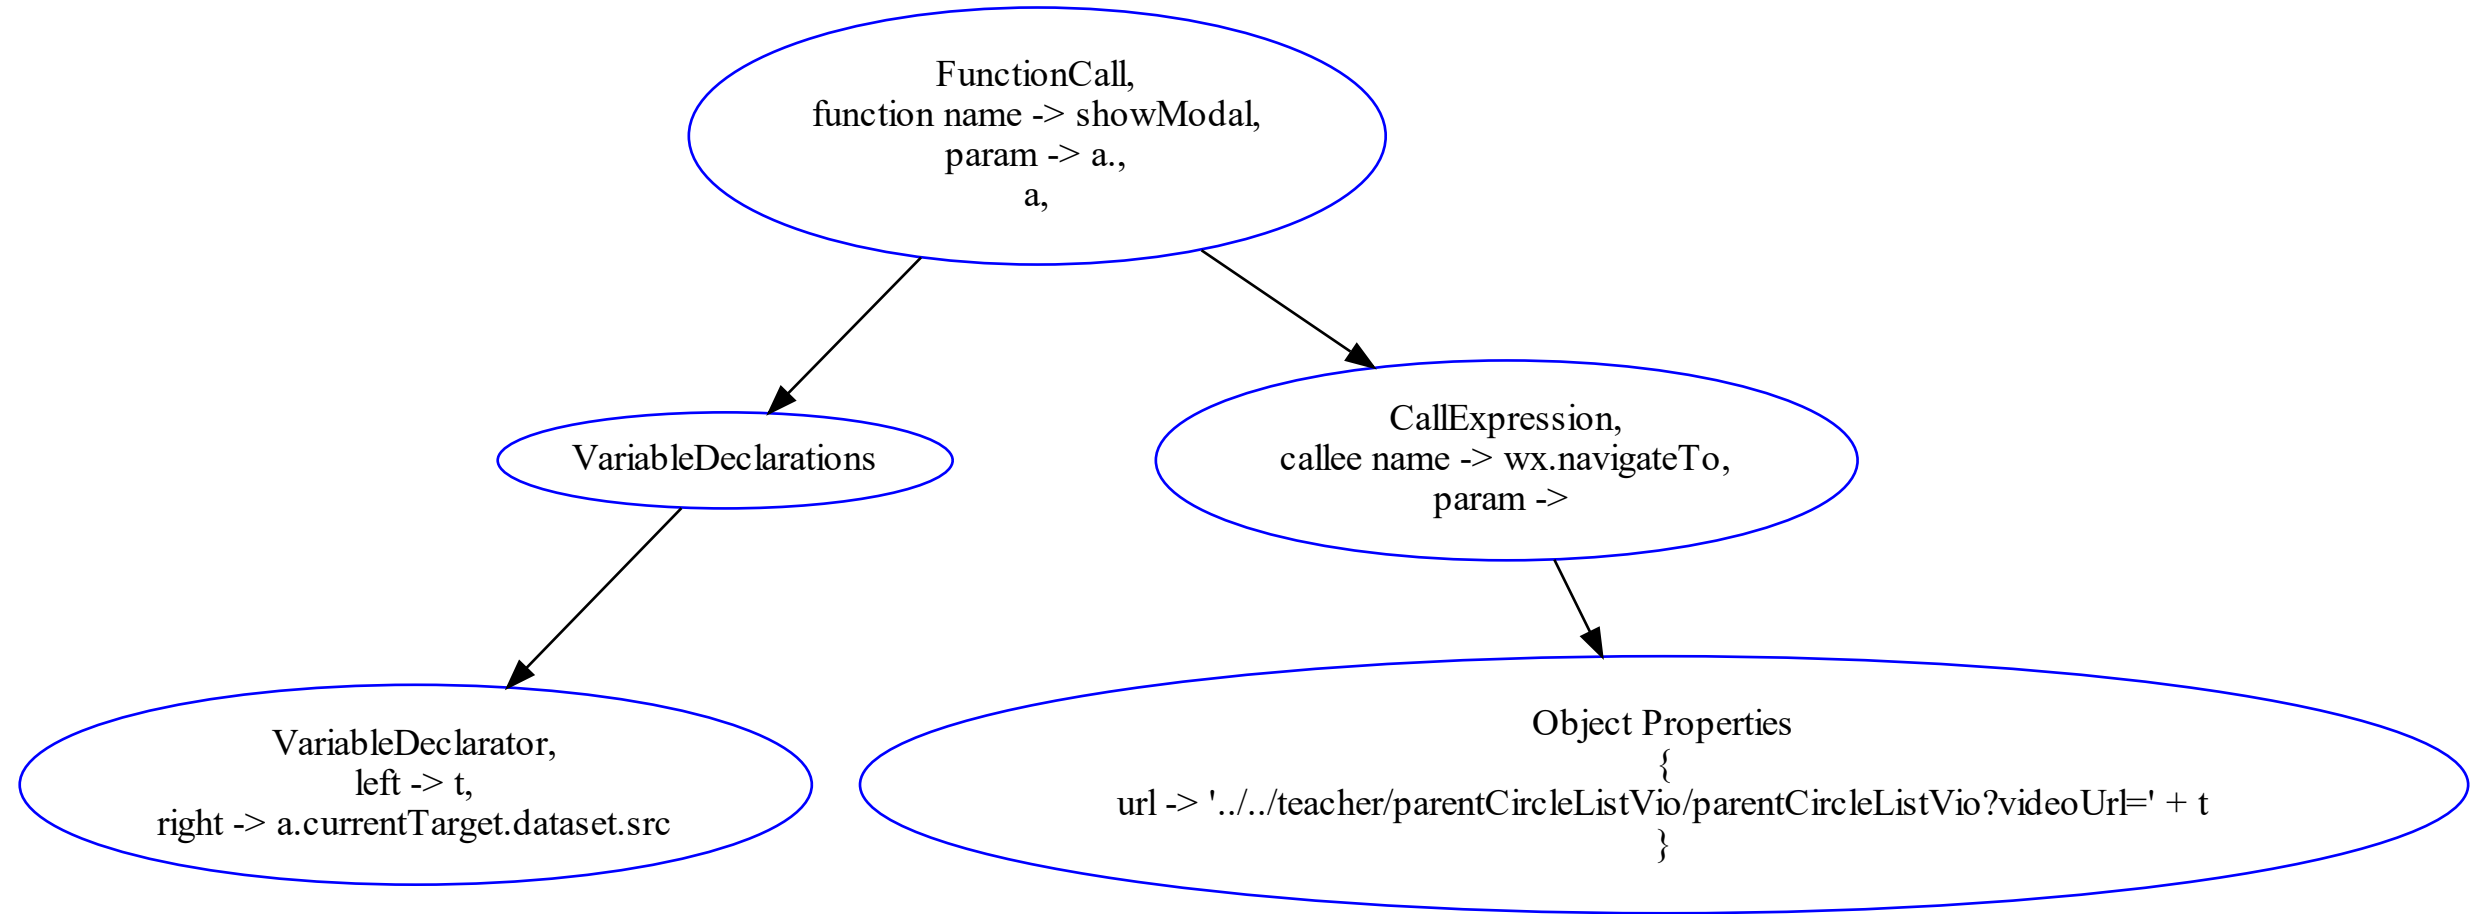 FunctionCall,
function name -> showModal,
param -> a.,
a,
VariableDeclarations
CallExpression,
callee name -> wx.navigateTo,
param ->
VariableDeclarator,
left -> t,
right -> a.currentTarget.dataset.src
Object Properties
{
url -> '../../teacher/parentCircleListVio/parentCircleListVio?videoUrl=' + t
}